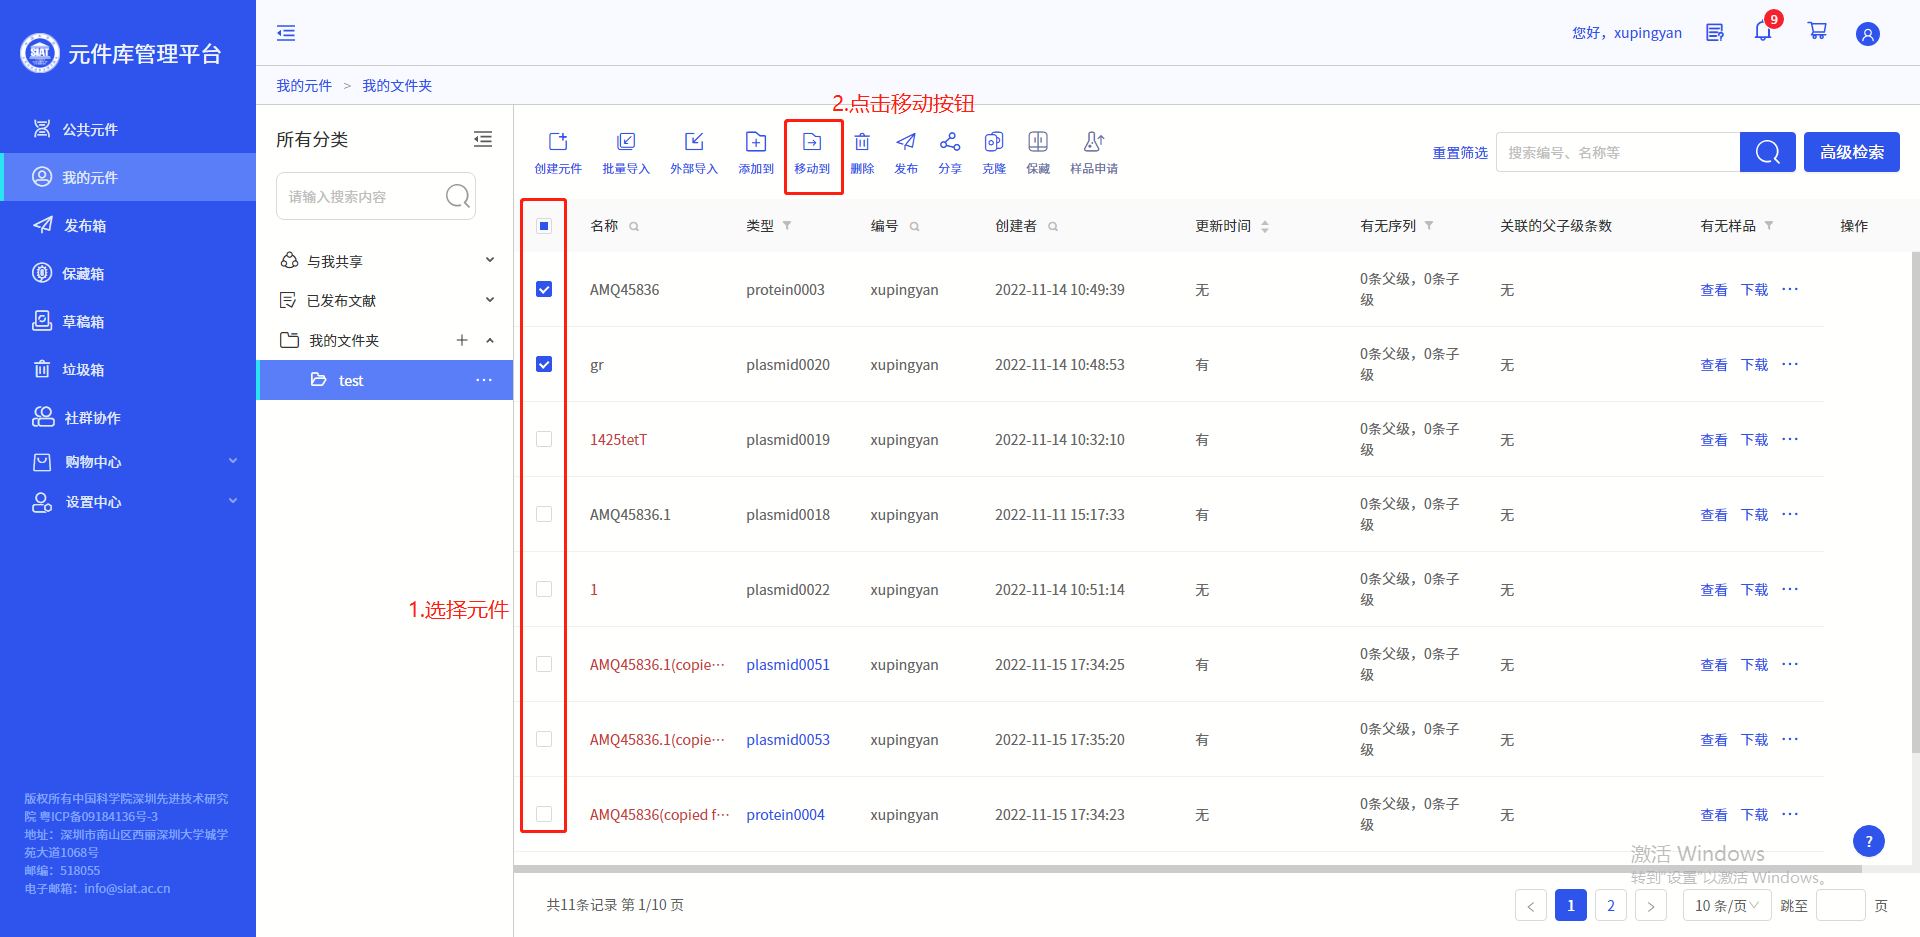 SIAT
元件库管理平台
您好，xupingyan
9
我的元件 > 我的文件夹
2.点击移动按钮
公共元件
我的元件
发布箱
保藏箱
草稿箱
垃圾箱
社群协作
购物中心
设置中心
版权所有中国科学院深圳先进技术研究
院 粤ICP备09184136号-3
地址：深圳市南山区西丽深圳大学城学
苑大道1068号
邮编：518055
电子邮箱：info@siat.ac.cn
所有分类
请输入搜索内容
与我共享
已发布文献
我的文件夹
test
1.选择元件
创建元件 批量导入 外部导入 添加到 移动到 删除 发布 分享 克隆 保藏 样品申请
重置筛选 搜索编号、名称等 高级检索
名称 类型 编号 创建者 更新时间 有无序列 关联的父子级条数 有无样品 操作
AMQ45836 protein0003 xupingyan 2022-11-14 10:49:39 无 0条父级，0条子 无 查看 下载 ···
级
gr plasmid0020 xupingyan 2022-11-14 10:48:53 有 0条父级，0条子 无 查看 下载 ···
级
1425tetT plasmid0019 xupingyan 2022-11-14 10:32:10 有 0条父级，0条子 无 查看 下载 ···
级
AMQ45836.1 plasmid0018 xupingyan 2022-11-11 15:17:33 有 0条父级，0条子 无 查看 下载 ···
级
1 plasmid0022 xupingyan 2022-11-14 10:51:14 无 0条父级，0条子 无 查看 下载 ···
级
AMQ45836.1(copie··· plasmid0051 xupingyan 2022-11-15 17:34:25 有 0条父级，0条子 无 查看 下载 ···
级
AMQ45836.1(copie··· plasmid0053 xupingyan 2022-11-15 17:35:20 有 0条父级，0条子 无 查看 下载 ···
级
AMQ45836(copied f··· protein0004 xupingyan 2022-11-15 17:34:23 无 0条父级，0条子 无 查看 下载 ···
级
?
激活 Windows
转到"设置"以激活 Windows。
共11条记录 第 1/10 页
< 1 2 > 10 条/页 跳至 页